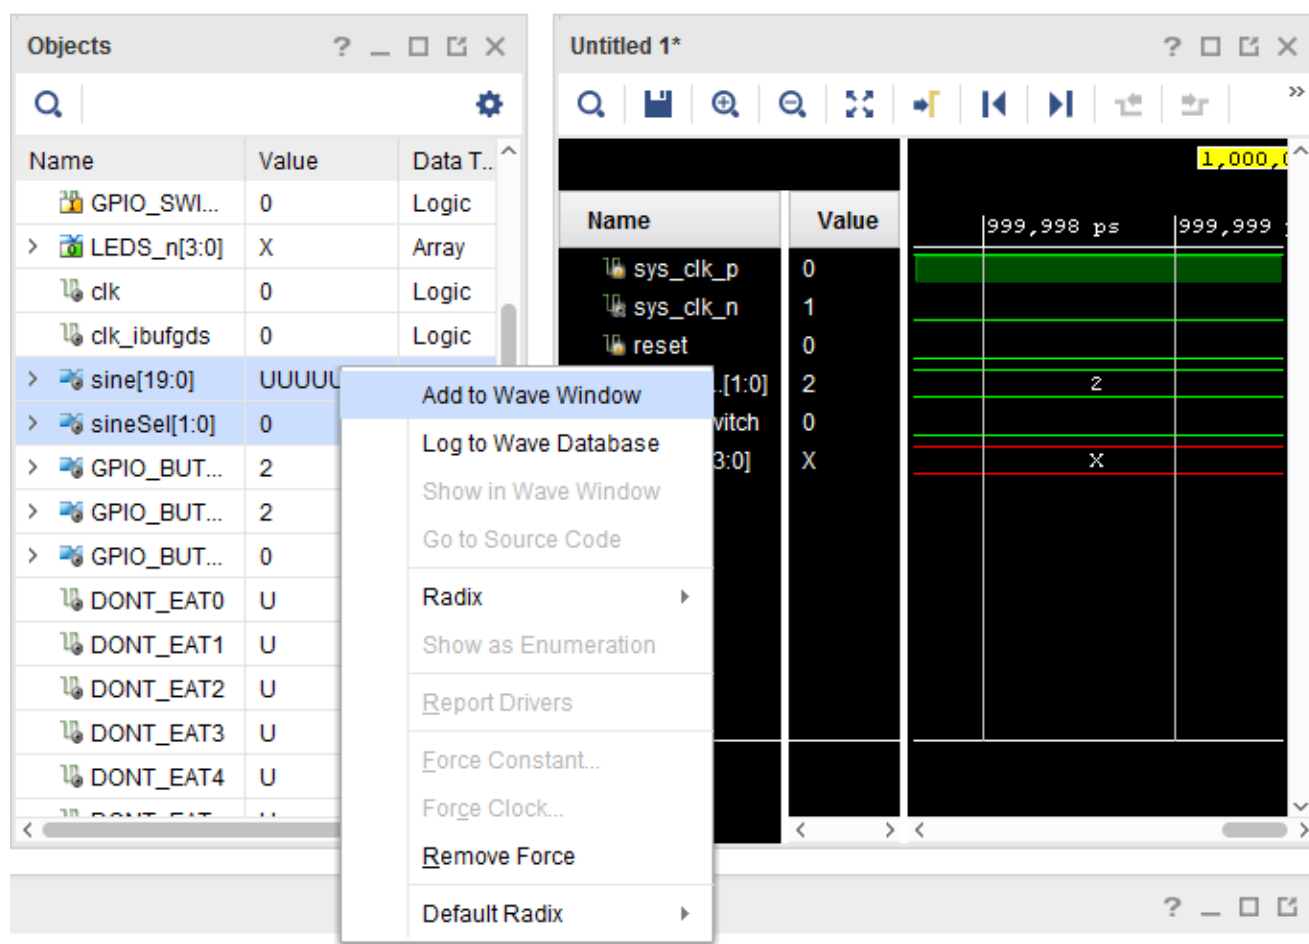 Objects
Name Value Data T...
GPIO_SWI... 0 Logic
LEDS_n[3:0] X Array
clk 0 Logic
clk_ibufgds 0 Logic
sine[19:0] UUUUU
sineSel[1:0] 0
GPIO_BUT... 2
GPIO_BUT... 2
GPIO_BUT... 0
DONT_EAT0 U
DONT_EAT1 U
DONT_EAT2 U
DONT_EAT3 U
DONT_EAT4 U
Add to Wave Window
Log to Wave Database
Show in Wave Window
Go to Source Code
Radix
Show as Enumeration
Report Drivers
Force Constant...
Force Clock...
Remove Force
Default Radix
Untitled 1*
1,000,0
Name Value
999,998 ps 999,999
sys_clk_p 0
sys_clk_n 1
reset 0
..[1:0] 2 2
witch 0
3:0] X X